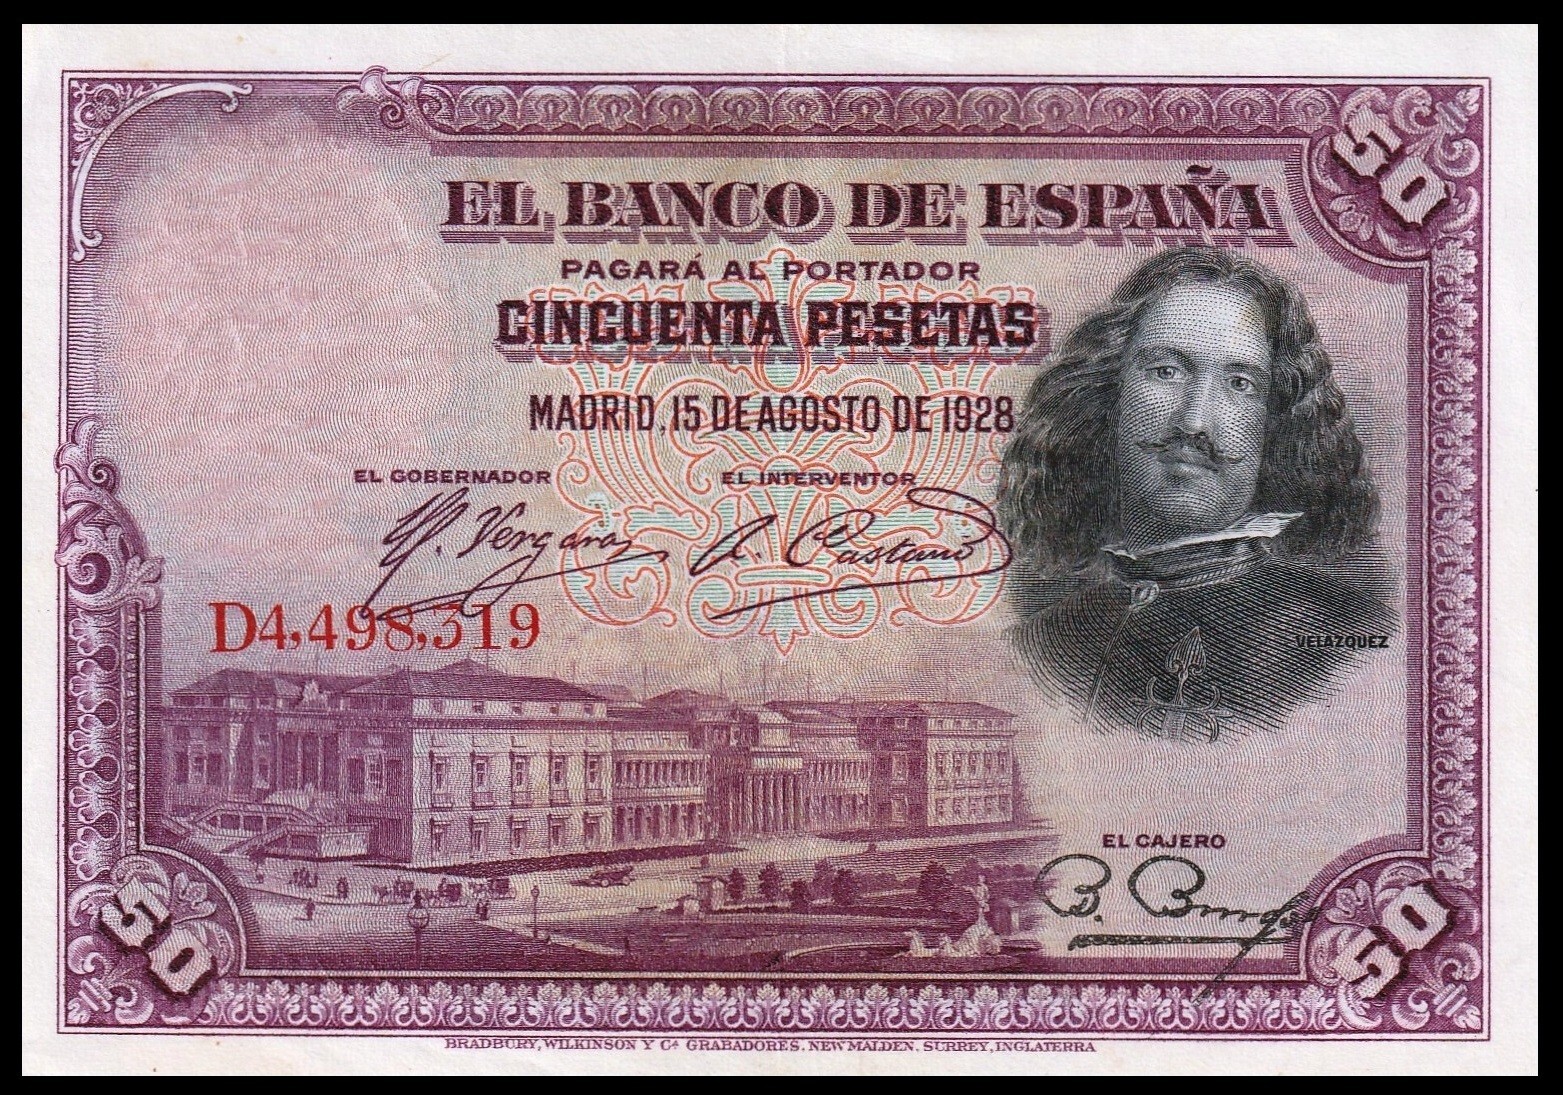 50
EL BANCO DE ESPAÑA
PAGARÁ AL PORTADOR
CINCUENTA PESETAS
MADRID, 15 DE AGOSTO DE 1928
EL GOBERNADOR EL INTERVENTOR
D4,498,319
VELAZQUEZ
EL CAJERO
50
50
BRADBURY, WILKINSON Y Cª GRABADORES. NEW MALDEN. SURREY, INGLATERRA